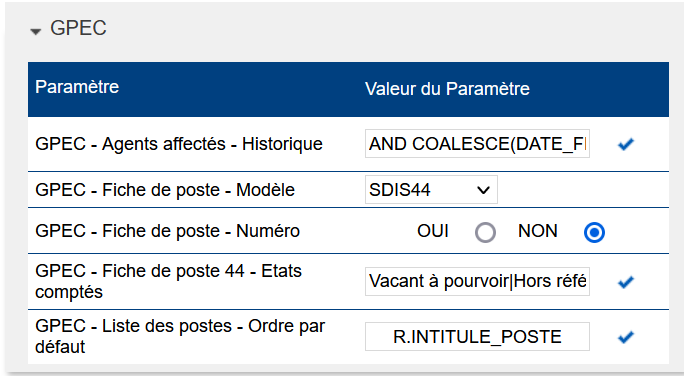 GPEC
Paramètre Valeur du Paramètre
GPEC - Agents affectés - Historique AND COALESCE(DATE_FI
GPEC - Fiche de poste - Modèle SDIS44
GPEC - Fiche de poste - Numéro OUI NON
GPEC - Fiche de poste 44 - Etats
comptés
Vacant à pourvoir|Hors référ
GPEC - Liste des postes - Ordre par
défaut
R.INTITULE_POSTE